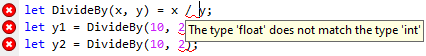 let DivideBy(x, y) = x / y;
let y1 = DivideBy(10, 2
The type 'float' does not match the type 'int'
let y2 = DivideBy(10, 2);